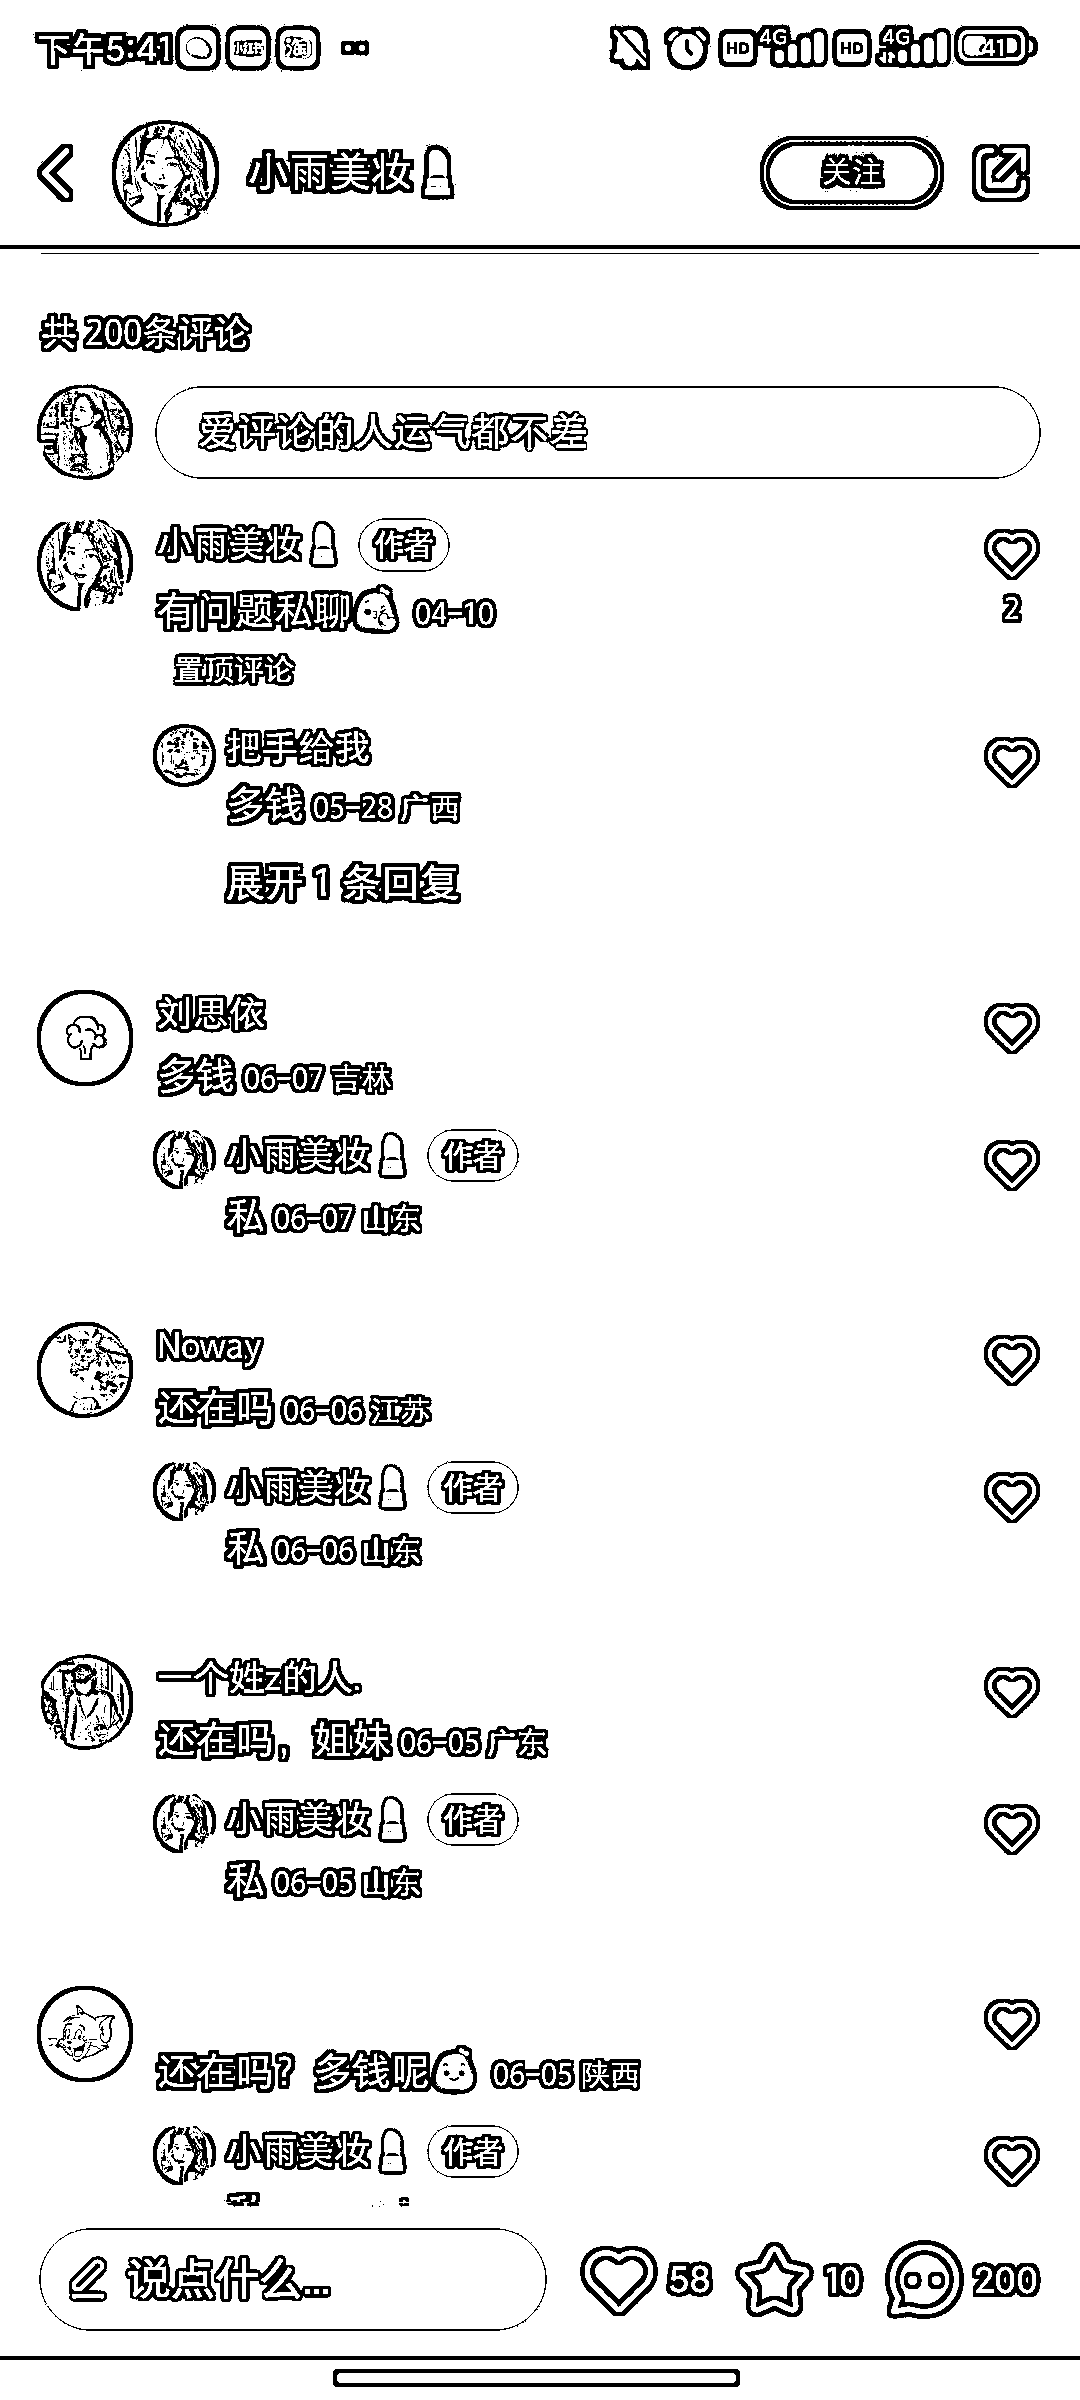 下午5:41
HD 4G HD 4G 41
小雨美妆
关注
共 200条评论
爱评论的人运气都不差
小雨美妆 作者
有问题私聊 04-10
2
置顶评论
把手给我
多钱 05-28 广西
展开 1 条回复
刘思依
多钱 06-07 吉林
小雨美妆 作者
私 06-07 山东
Noway
还在吗 06-06 江苏
小雨美妆 作者
私 06-06 山东
一个姓z的人.
还在吗，姐妹 06-05 广东
小雨美妆 作者
私 06-05 山东
还在吗？多钱呢 06-05 陕西
小雨美妆 作者
说点什么... 58 10 200